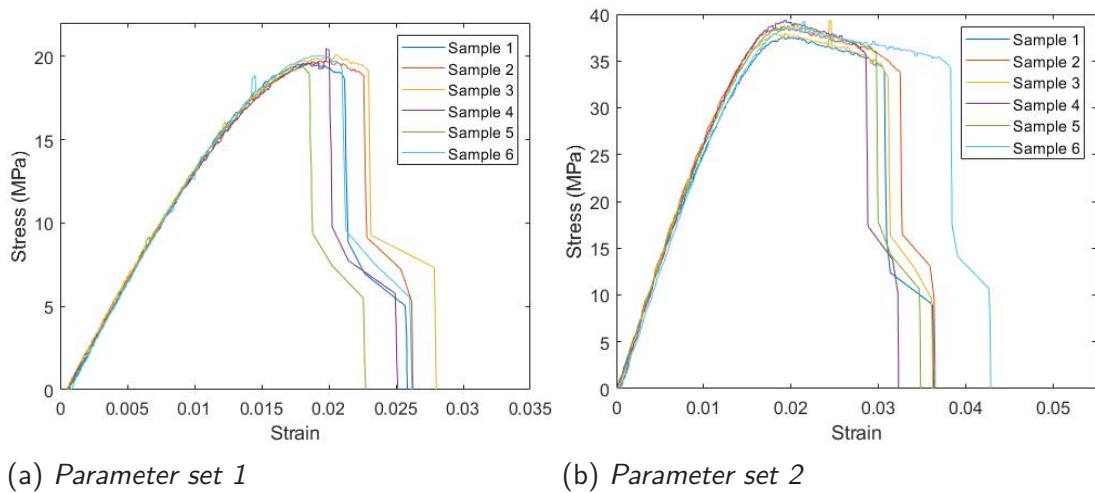 20
15
10
5
0
0 0.005 0.01 0.015 0.02 0.025 0.03 0.035
Stress (MPa)
Strain
Sample 1
Sample 2
Sample 3
Sample 4
Sample 5
Sample 6
(a) Parameter set 1
40
35
30
25
20
15
10
5
0
0 0.01 0.02 0.03 0.04 0.05
Stress (MPa)
Strain
Sample 1
Sample 2
Sample 3
Sample 4
Sample 5
Sample 6
(b) Parameter set 2